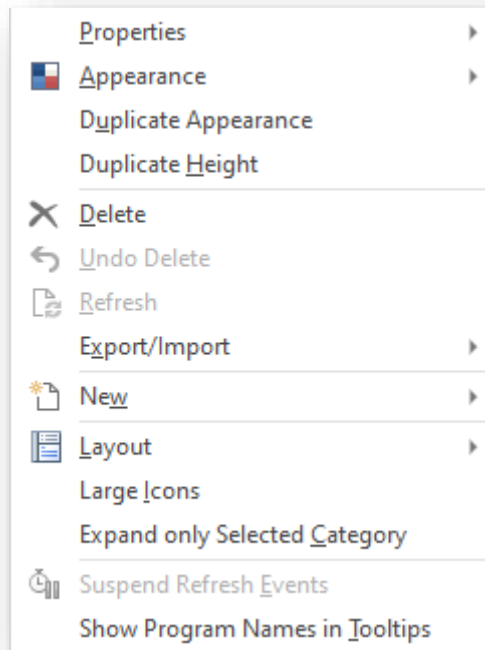 Properties
Appearance
Duplicate Appearance
Duplicate Height
Delete
Undo Delete
Refresh
Export/Import
New
Layout
Large Icons
Expand only Selected Category
Suspend Refresh Events
Show Program Names in Tooltips